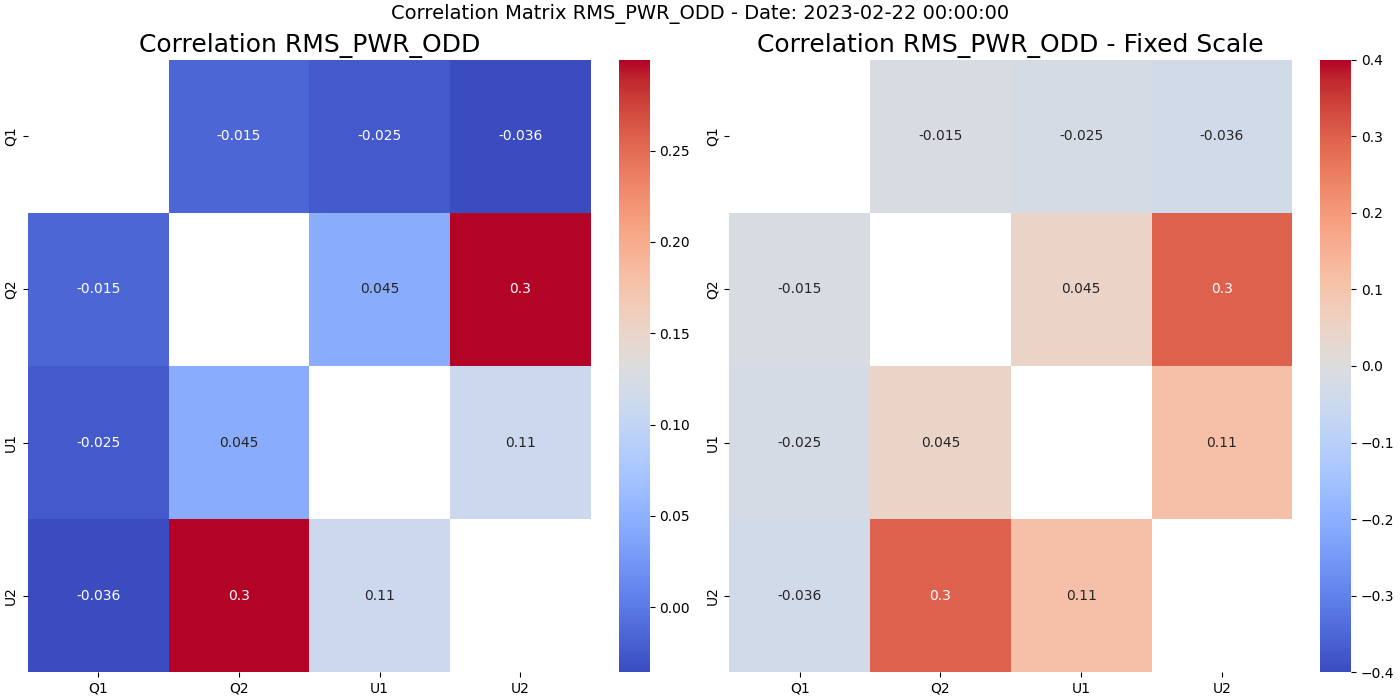 Correlation Matrix RMS_PWR_ODD - Date: 2023-02-22 00:00:00
Correlation RMS_PWR_ODD
Q1
-0.015 -0.025 -0.036
Q2
-0.015 0.045 0.3
U1
-0.025 0.045 0.11
U2
-0.036 0.3 0.11
Q1 Q2 U1 U2
0.25
0.20
0.15
0.10
0.05
0.00
Correlation RMS_PWR_ODD - Fixed Scale
Q1
-0.015 -0.025 -0.036
Q2
-0.015 0.045 0.3
U1
-0.025 0.045 0.11
U2
-0.036 0.3 0.11
Q1 Q2 U1 U2
0.4
0.3
0.2
0.1
0.0
−0.1
−0.2
−0.3
−0.4